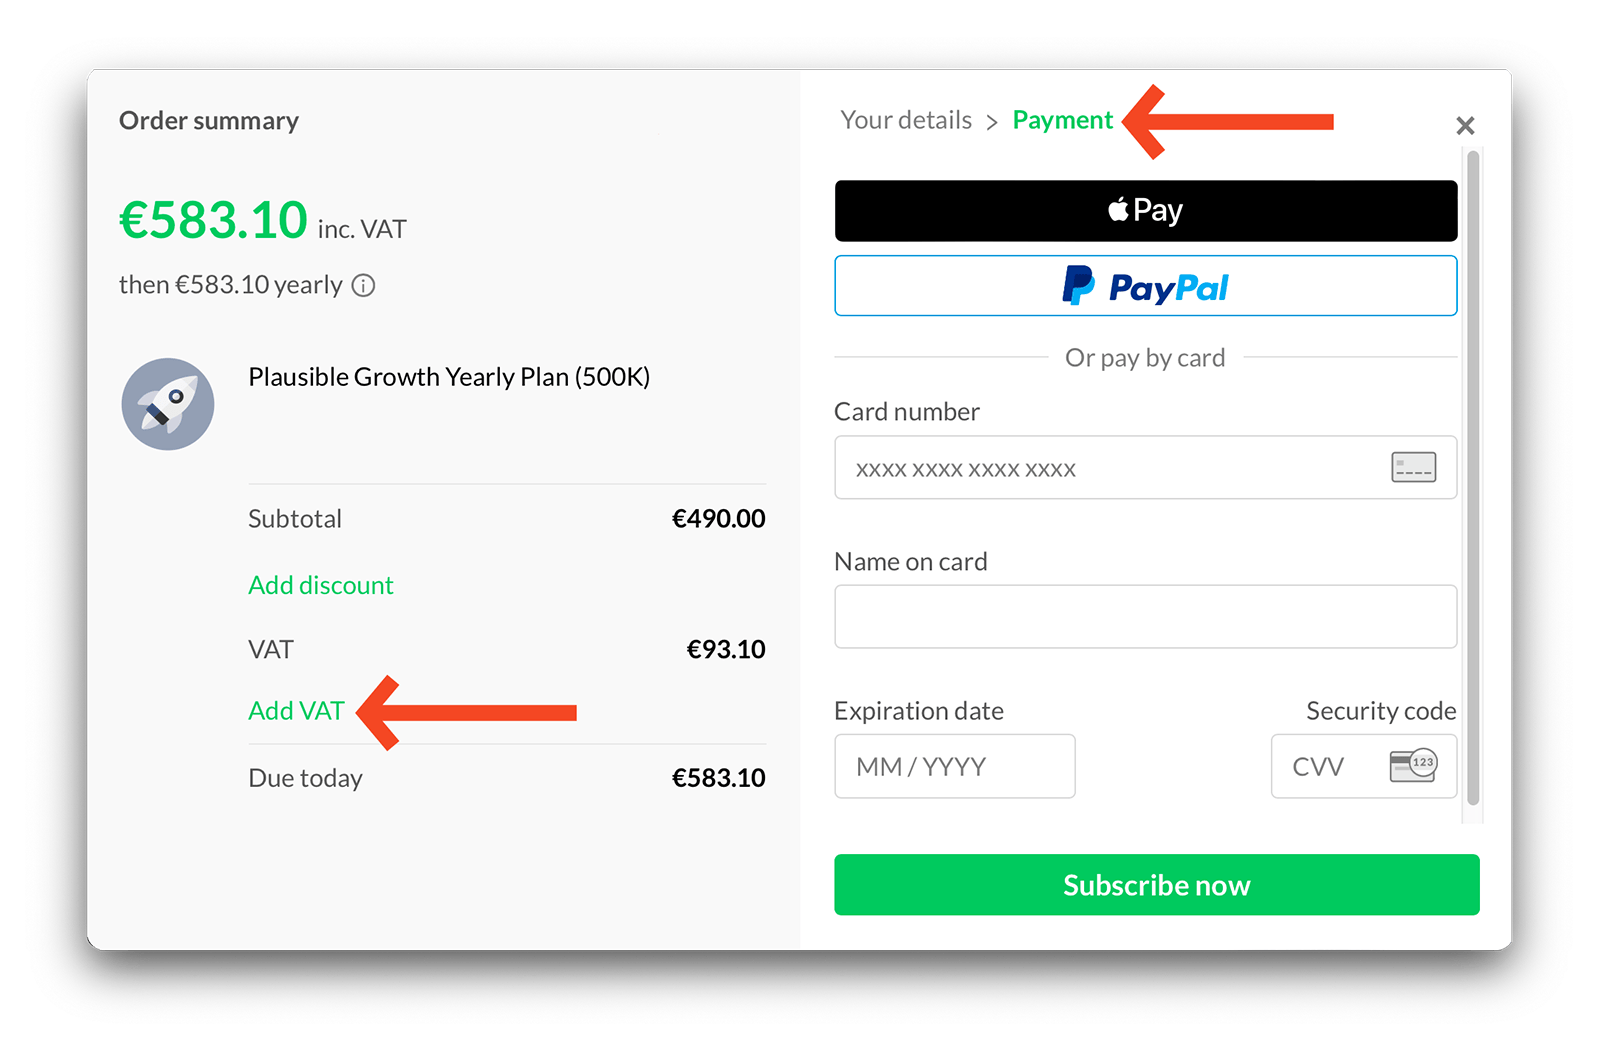 Order summary
€583.10 inc. VAT
then €583.10 yearly
Plausible Growth Yearly Plan (500K)
Subtotal €490.00
Add discount
VAT €93.10
Add VAT
Due today €583.10
Your details > Payment
Pay
PayPal
Or pay by card
Card number
XXXX XXXX XXXX XXXX
Name on card
Expiration date Security code
MM / YYYY CVV 123
Subscribe now